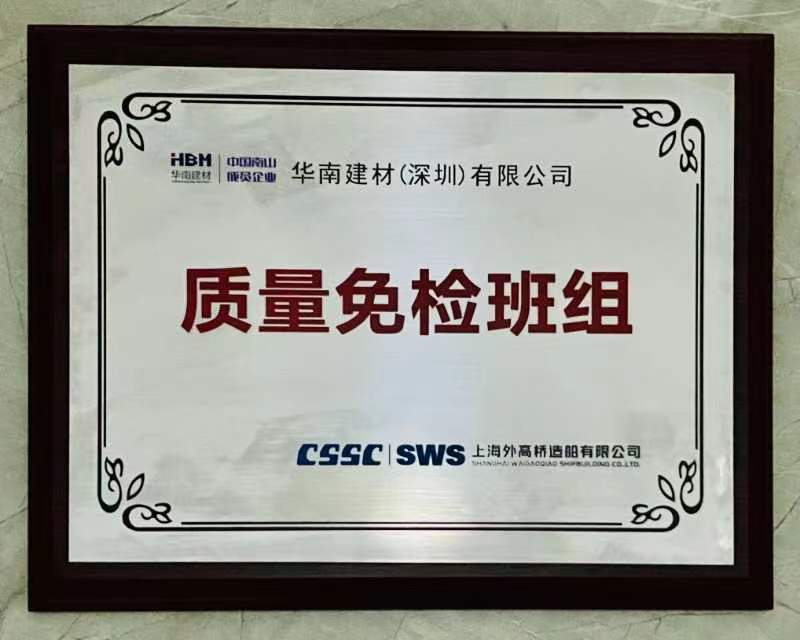 HBM 中国南山 华南建材(深圳)有限公司
华南建材 成员企业
质量免检班组
CSSC SWS 上海外高桥造船有限公司
SHANGHAI WAIGAOQIAO SHIPBUILDING CO.,LTD.